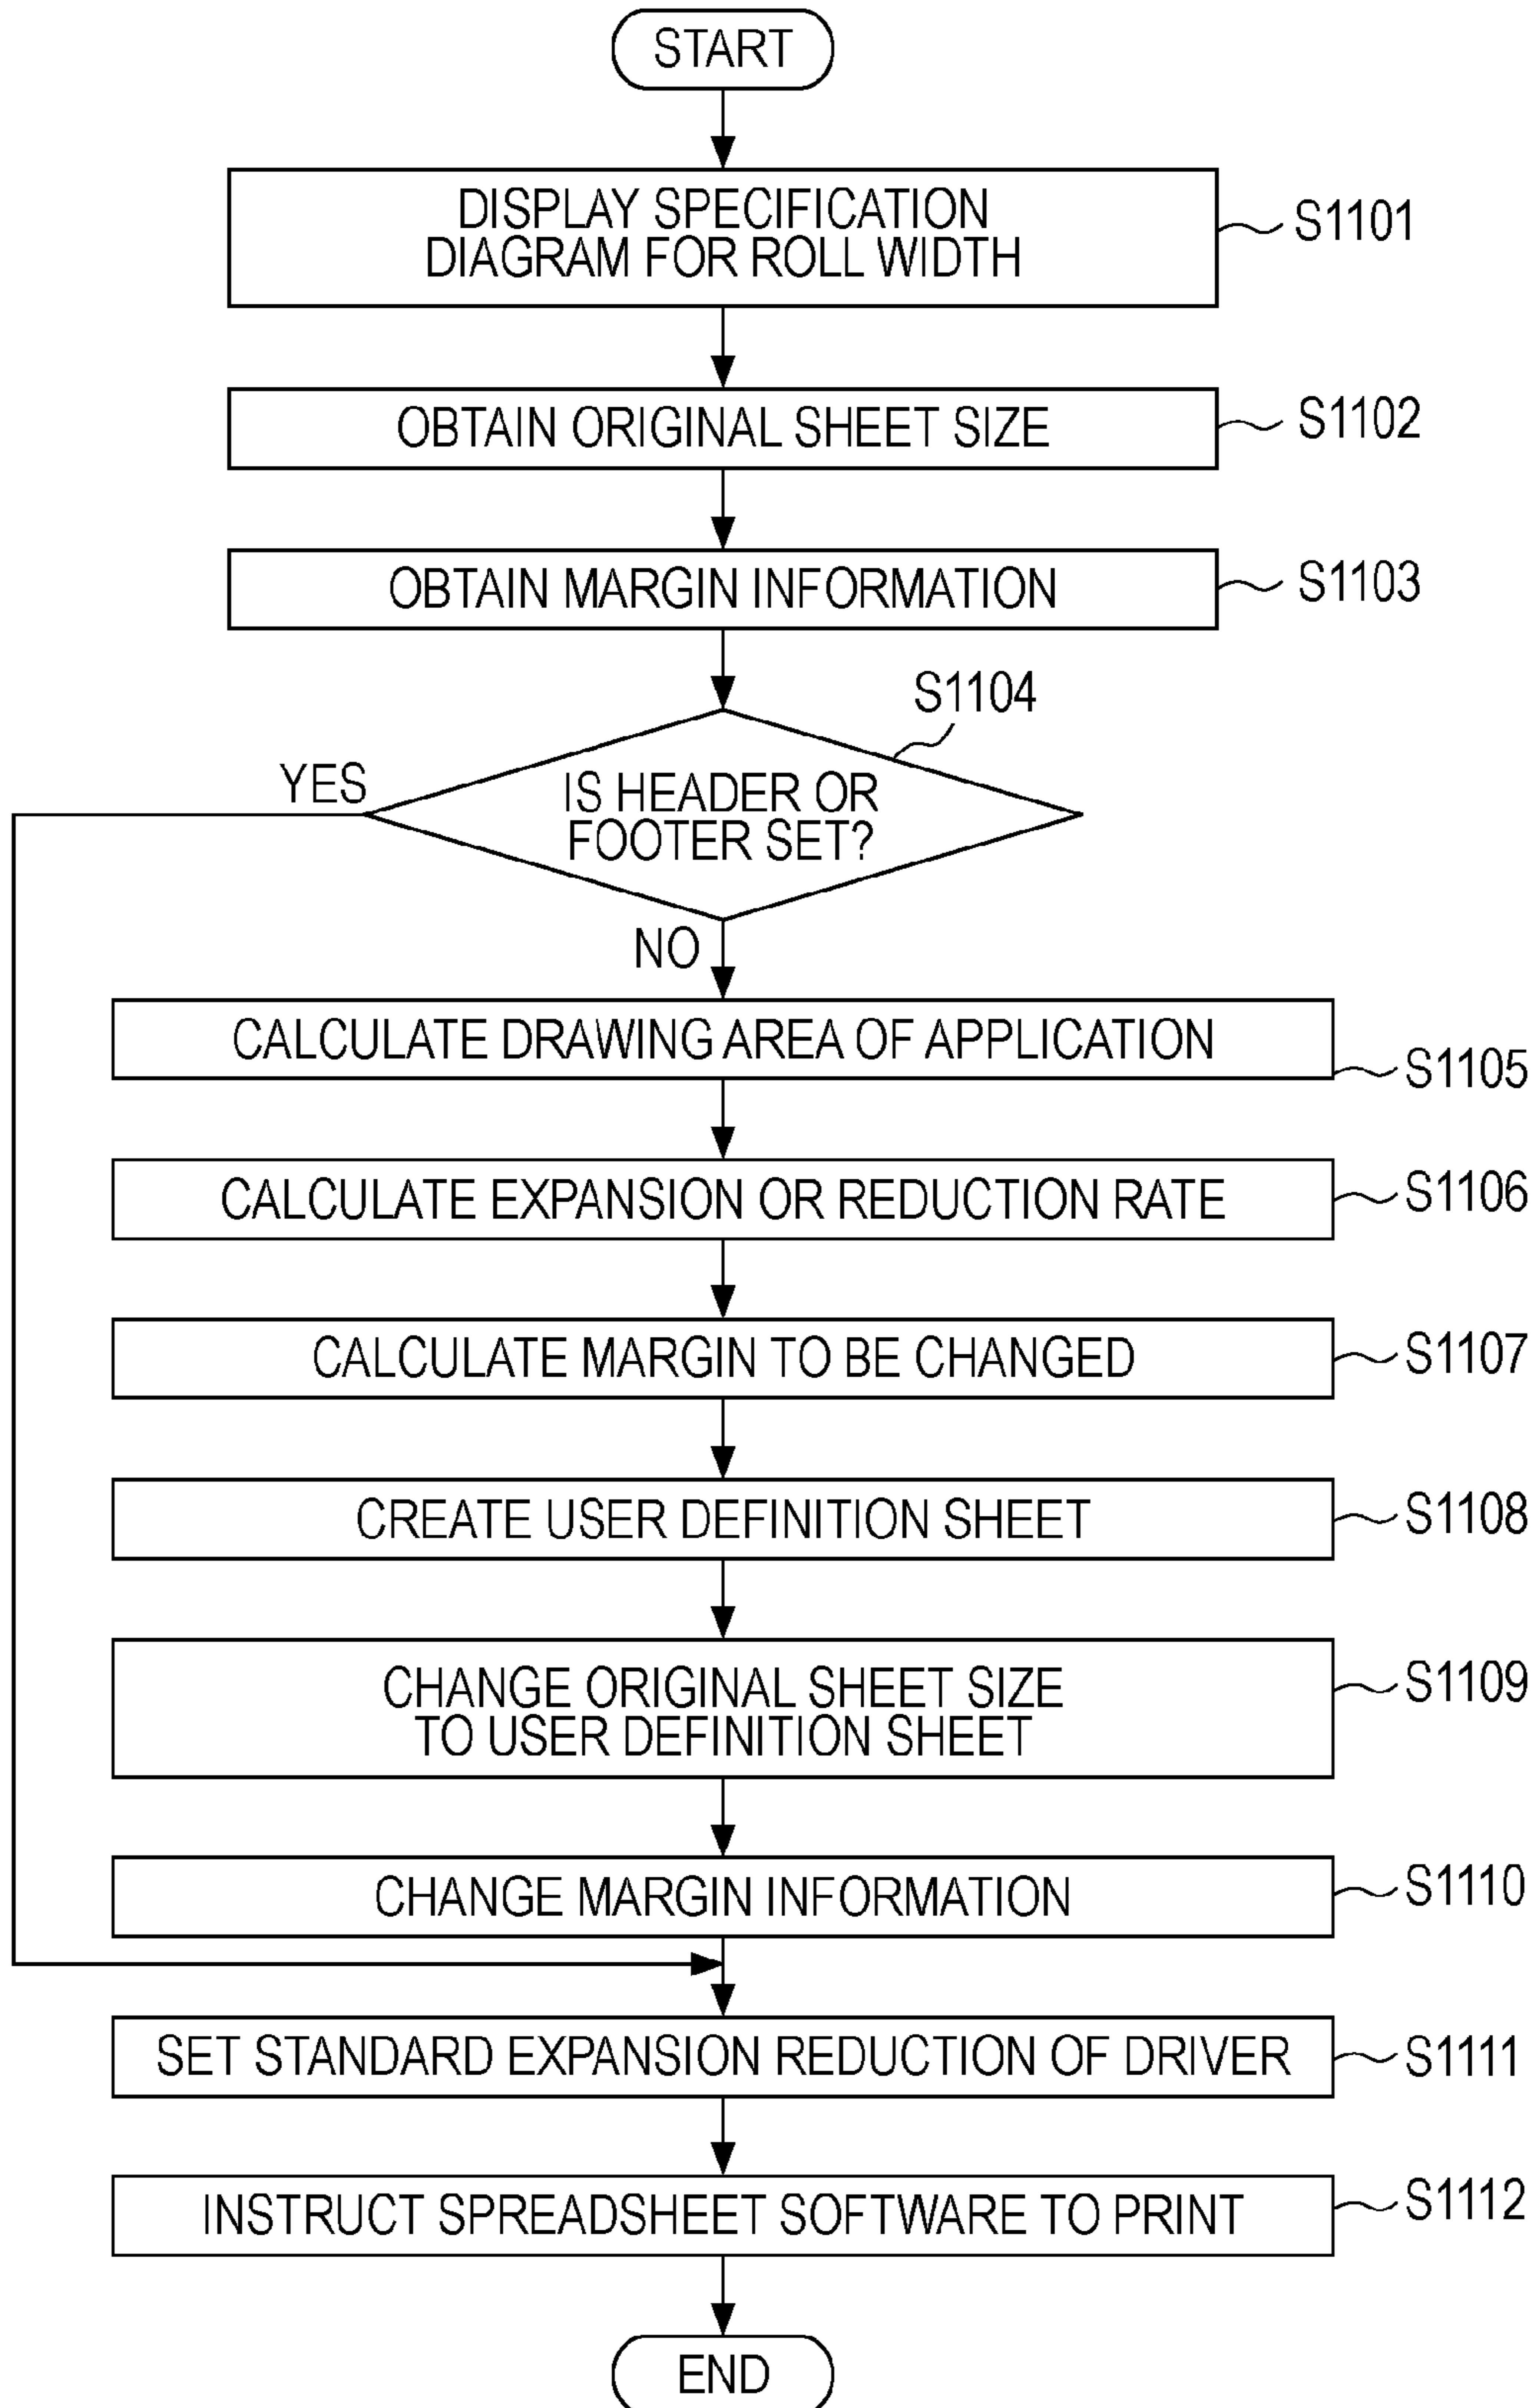 START
DISPLAY SPECIFICATION
DIAGRAM FOR ROLL WIDTH
S1101
OBTAIN ORIGINAL SHEET SIZE
S1102
OBTAIN MARGIN INFORMATION
S1103
S1104
YES
IS HEADER OR
FOOTER SET?
NO
CALCULATE DRAWING AREA OF APPLICATION
S1105
CALCULATE EXPANSION OR REDUCTION RATE
S1106
CALCULATE MARGIN TO BE CHANGED
S1107
CREATE USER DEFINITION SHEET
S1108
CHANGE ORIGINAL SHEET SIZE
TO USER DEFINITION SHEET
S1109
CHANGE MARGIN INFORMATION
S1110
SET STANDARD EXPANSION REDUCTION OF DRIVER
S1111
INSTRUCT SPREADSHEET SOFTWARE TO PRINT
S1112
END